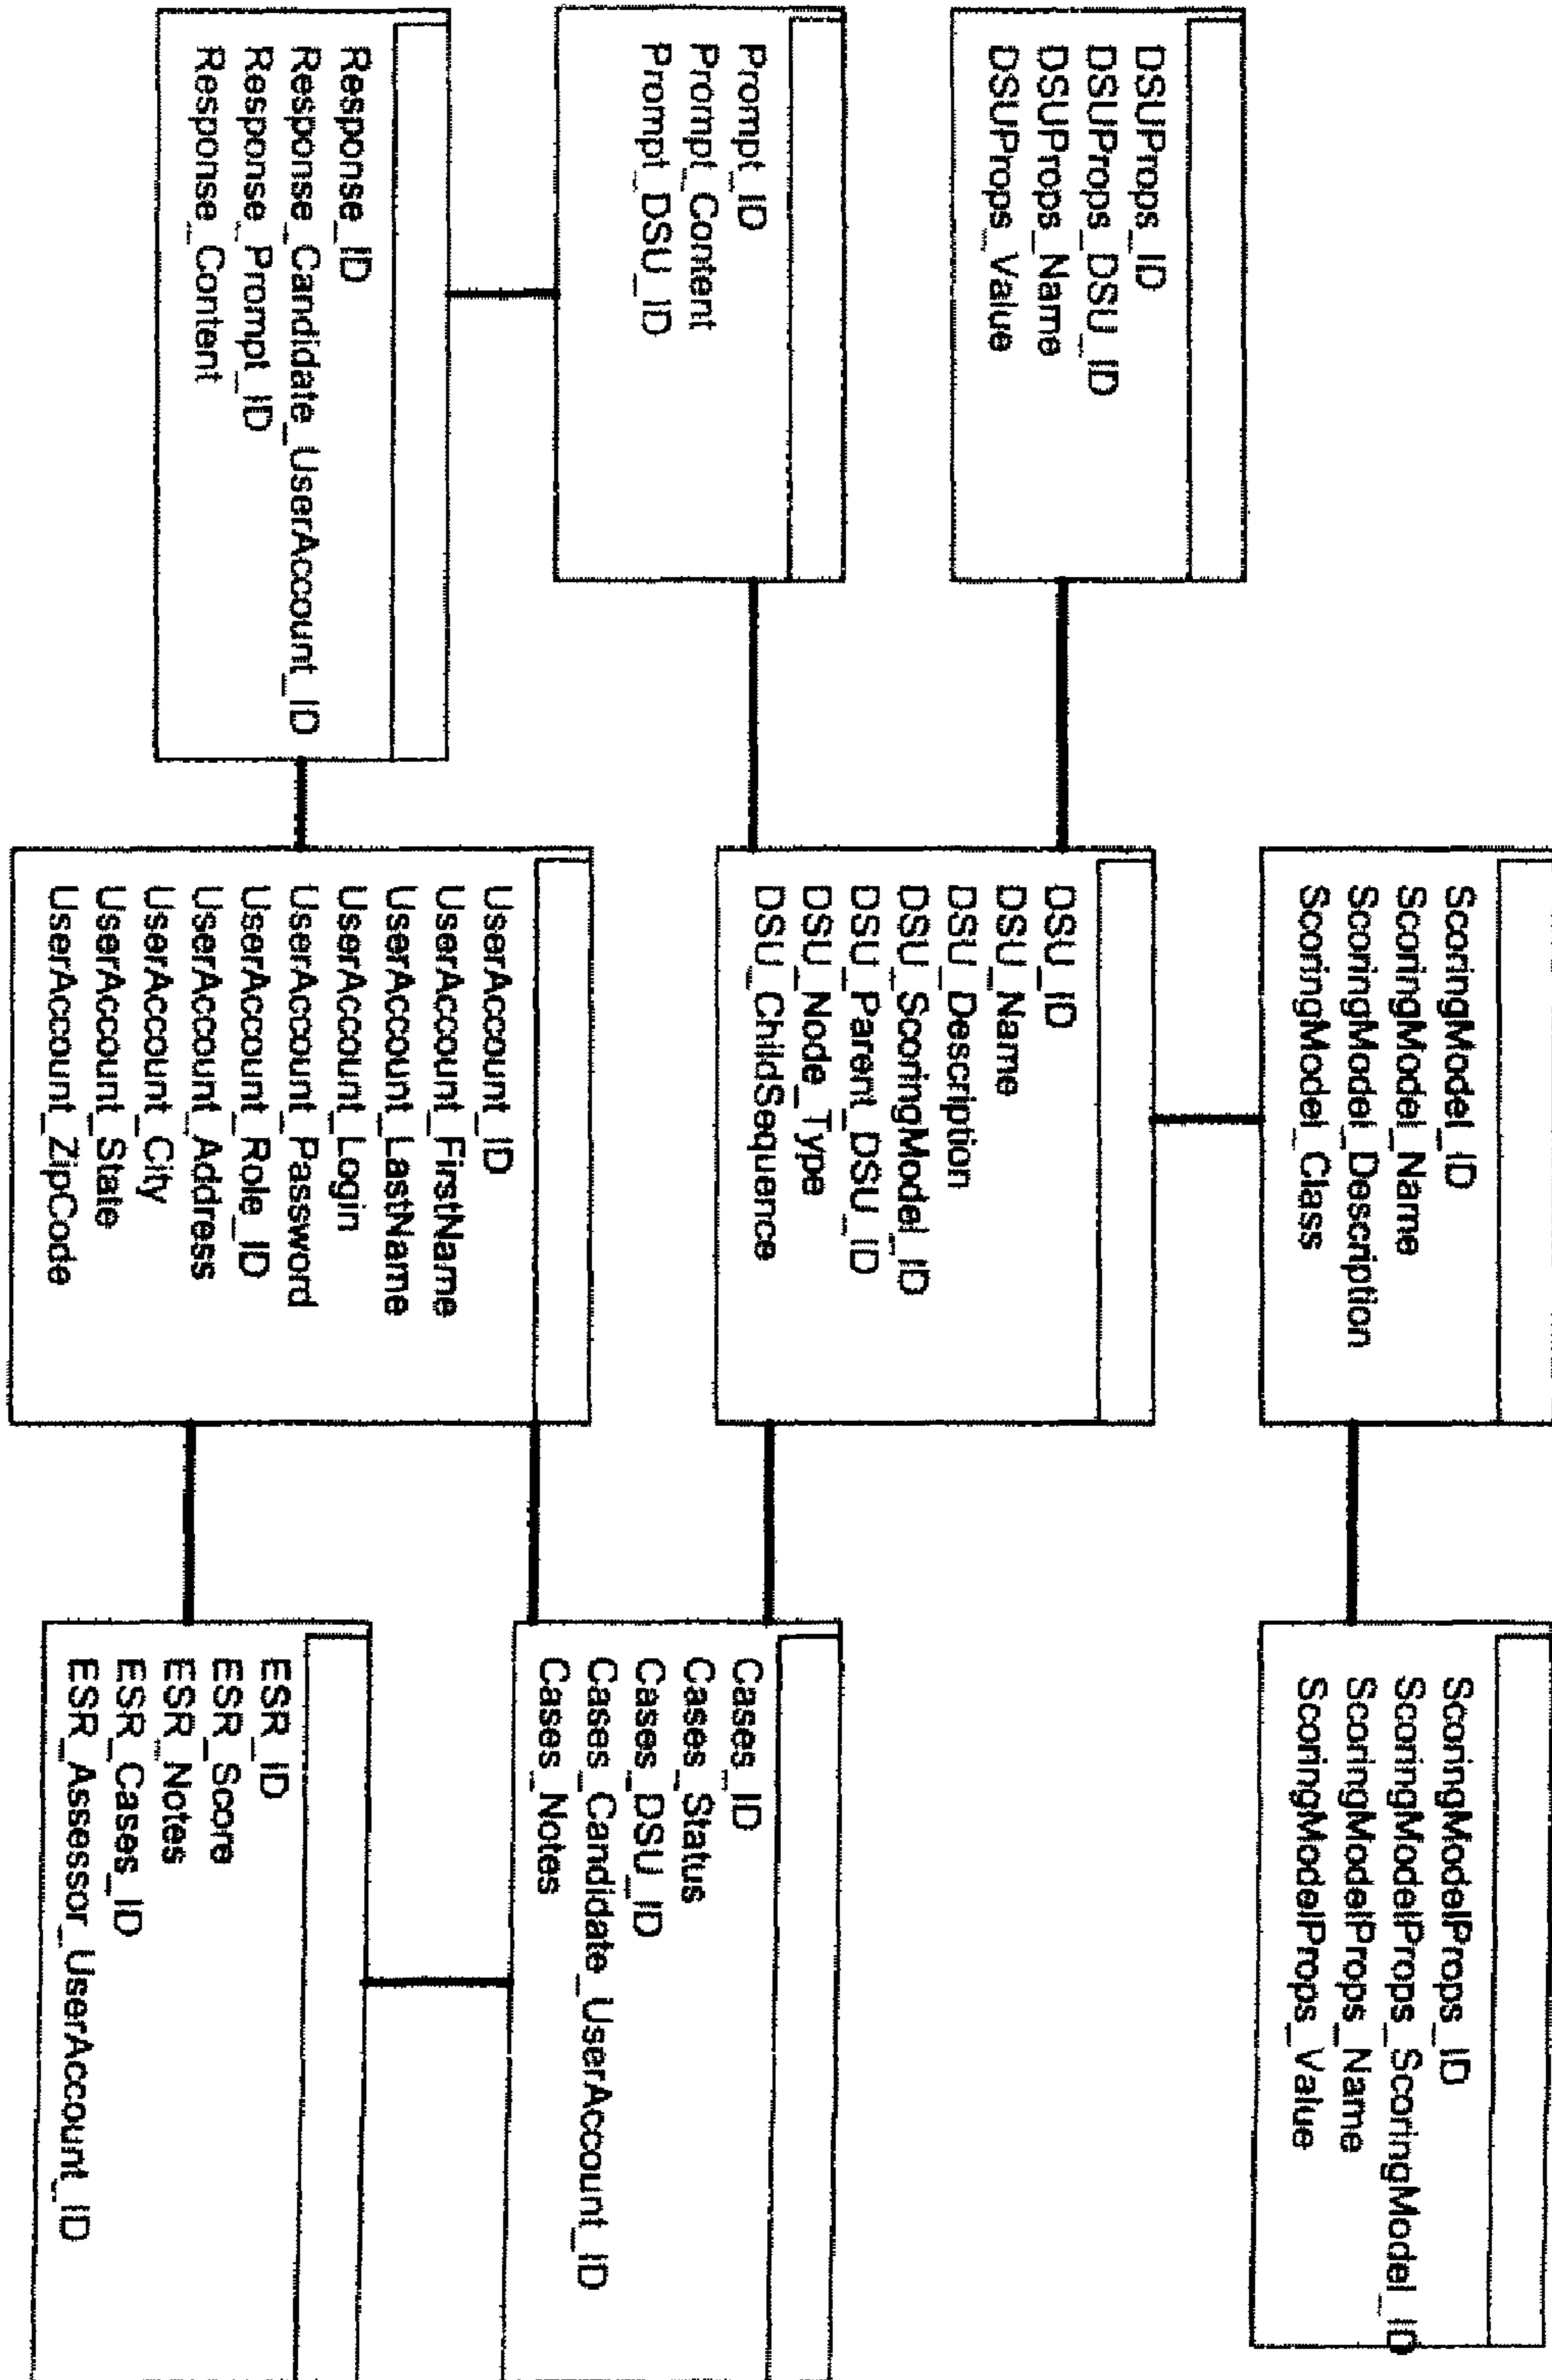 ScoringModel_ID
ScoringModel_Name
ScoringModel_Description
ScoringModel_Class
ScoringModelProps_ID
ScoringModelProps_ScoringModel_ID
ScoringModelProps_Name
ScoringModelProps_Value
DSUProps_ID
DSUProps_DSU_ID
DSUProps_Name
DSUProps_Value
DSU_ID
DSU_Name
DSU_Description
DSU_ScoringModel_ID
DSU_Parent_DSU_ID
DSU_Node_Type
DSU_ChildSequence
Prompt_ID
Prompt_Content
Prompt_DSU_ID
Cases_ID
Cases_Status
Cases_DSU_ID
Cases_Candidate_UserAccount_ID
Cases_Notes
Response_ID
Response_Candidate_UserAccount_ID
Response_Prompt_ID
Response_Content
UserAccount_ID
UserAccount_FirstName
UserAccount_LastName
UserAccount_Login
UserAccount_Password
UserAccount_Role_ID
UserAccount_Address
UserAccount_City
UserAccount_State
UserAccount_ZipCode
ESR_ID
ESR_Score
ESR_Notes
ESR_Cases_ID
ESR_Assessor_UserAccount_ID